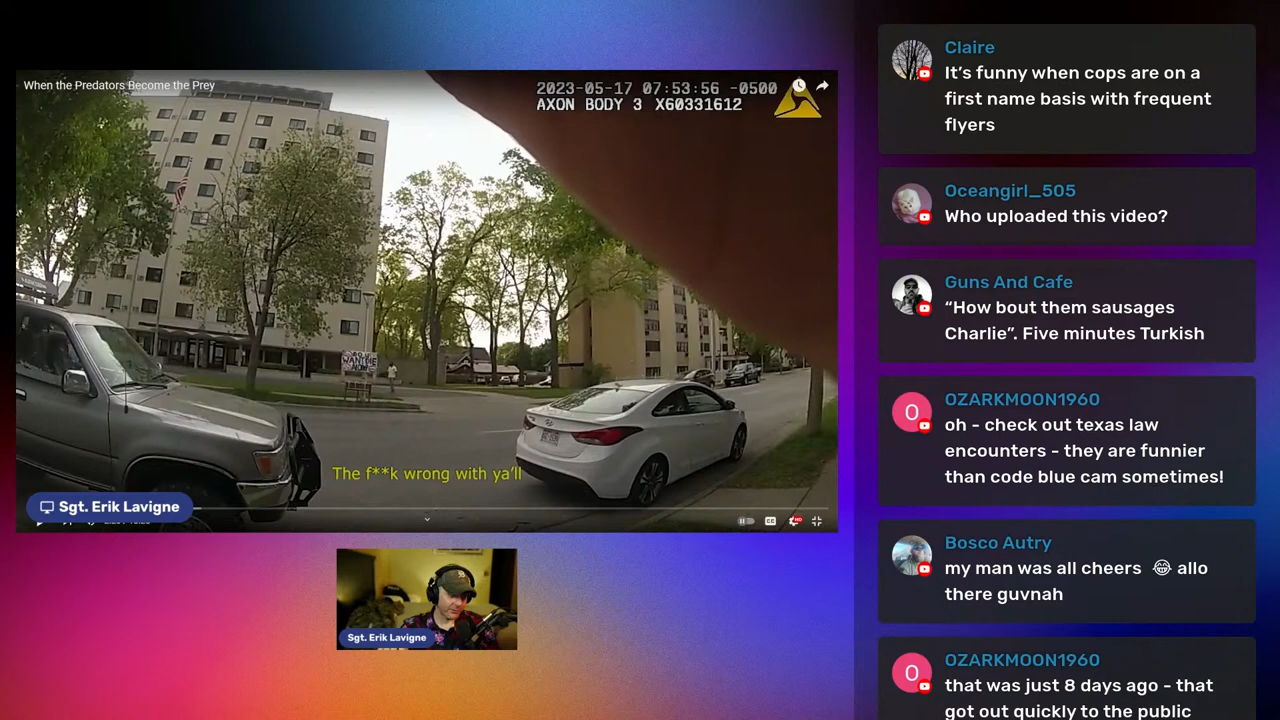 When the Predators Become the Prey
2023-05-17 07:53:56 -0500
AXON BODY 3 X60331612
WANT
NOW
The f**k wrong with ya'll
Sgt. Erik Lavigne
CC
HD
Sgt. Erik Lavigne
Claire
It's funny when cops are on a
first name basis with frequent
flyers
Oceangirl_505
Who uploaded this video?
Guns And Cafe
“How bout them sausages
Charlie”. Five minutes Turkish
O
OZARKMOON1960
oh - check out texas law
encounters - they are funnier
than code blue cam sometimes!
Bosco Autry
my man was all cheers 😂 allo
there guvnah
O
OZARKMOON1960
that was just 8 days ago - that
got out quickly to the public